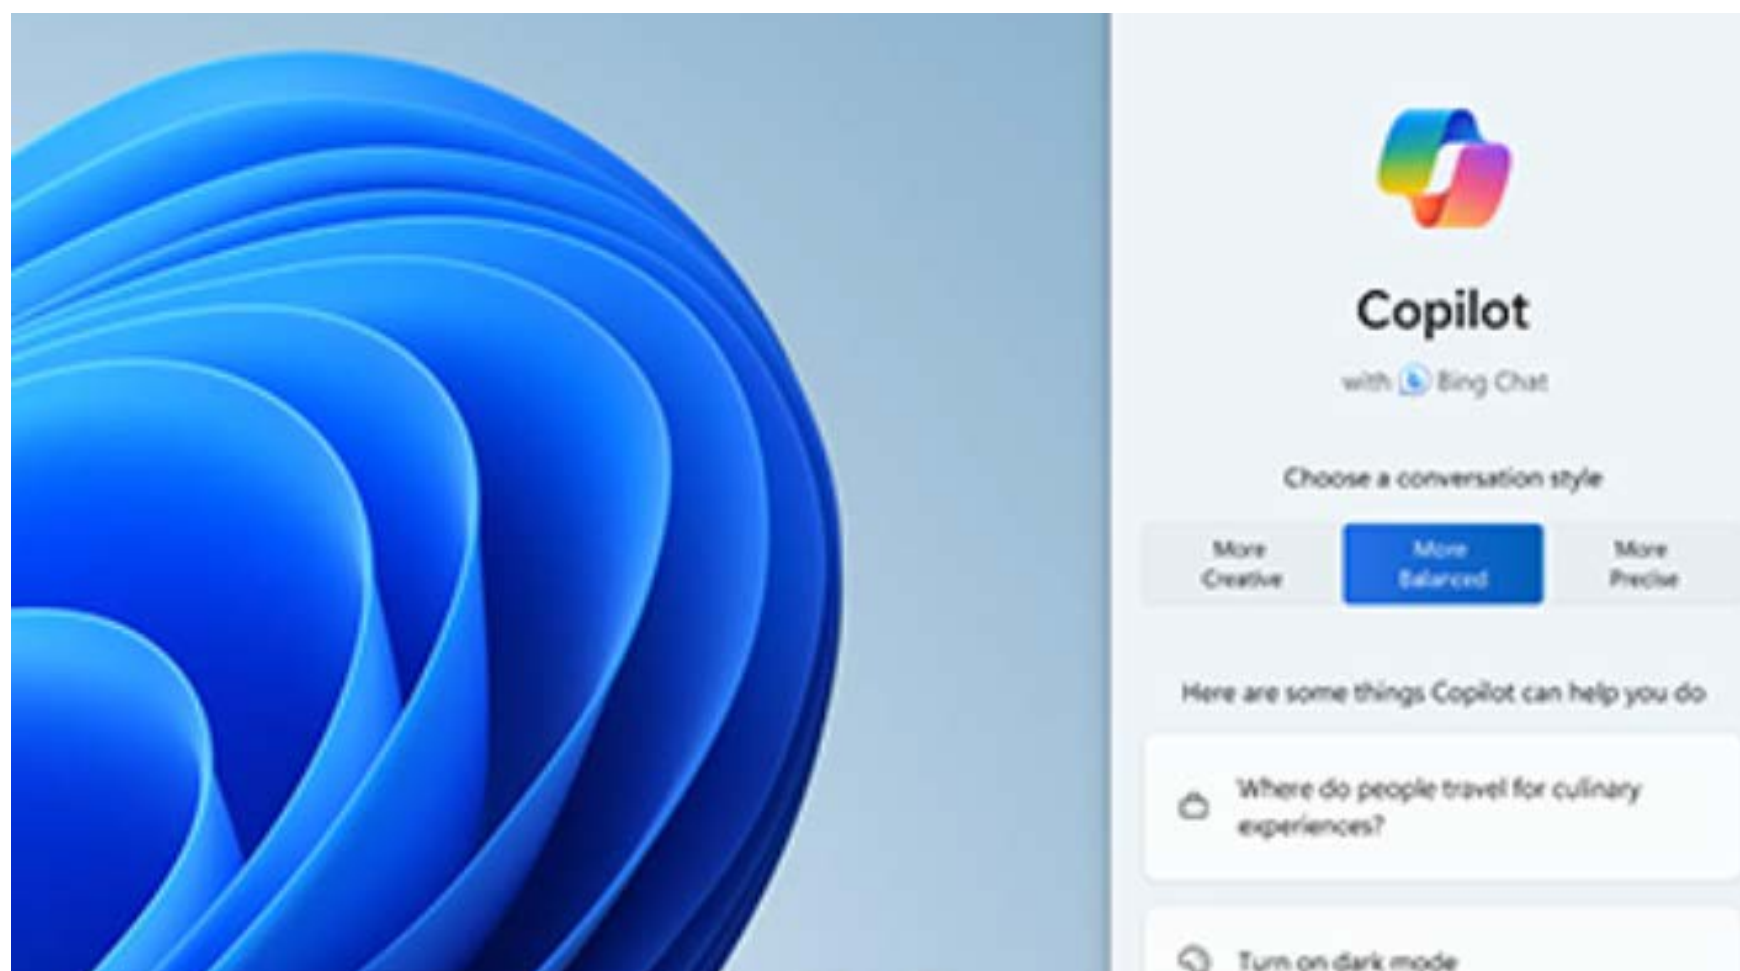 Copilot
with Bing Chat
Choose a conversation style
More
Creative
More
Balanced
More
Precise
Here are some things Copilot can help you do
Where do people travel for culinary
experiences?
Turn on dark mode